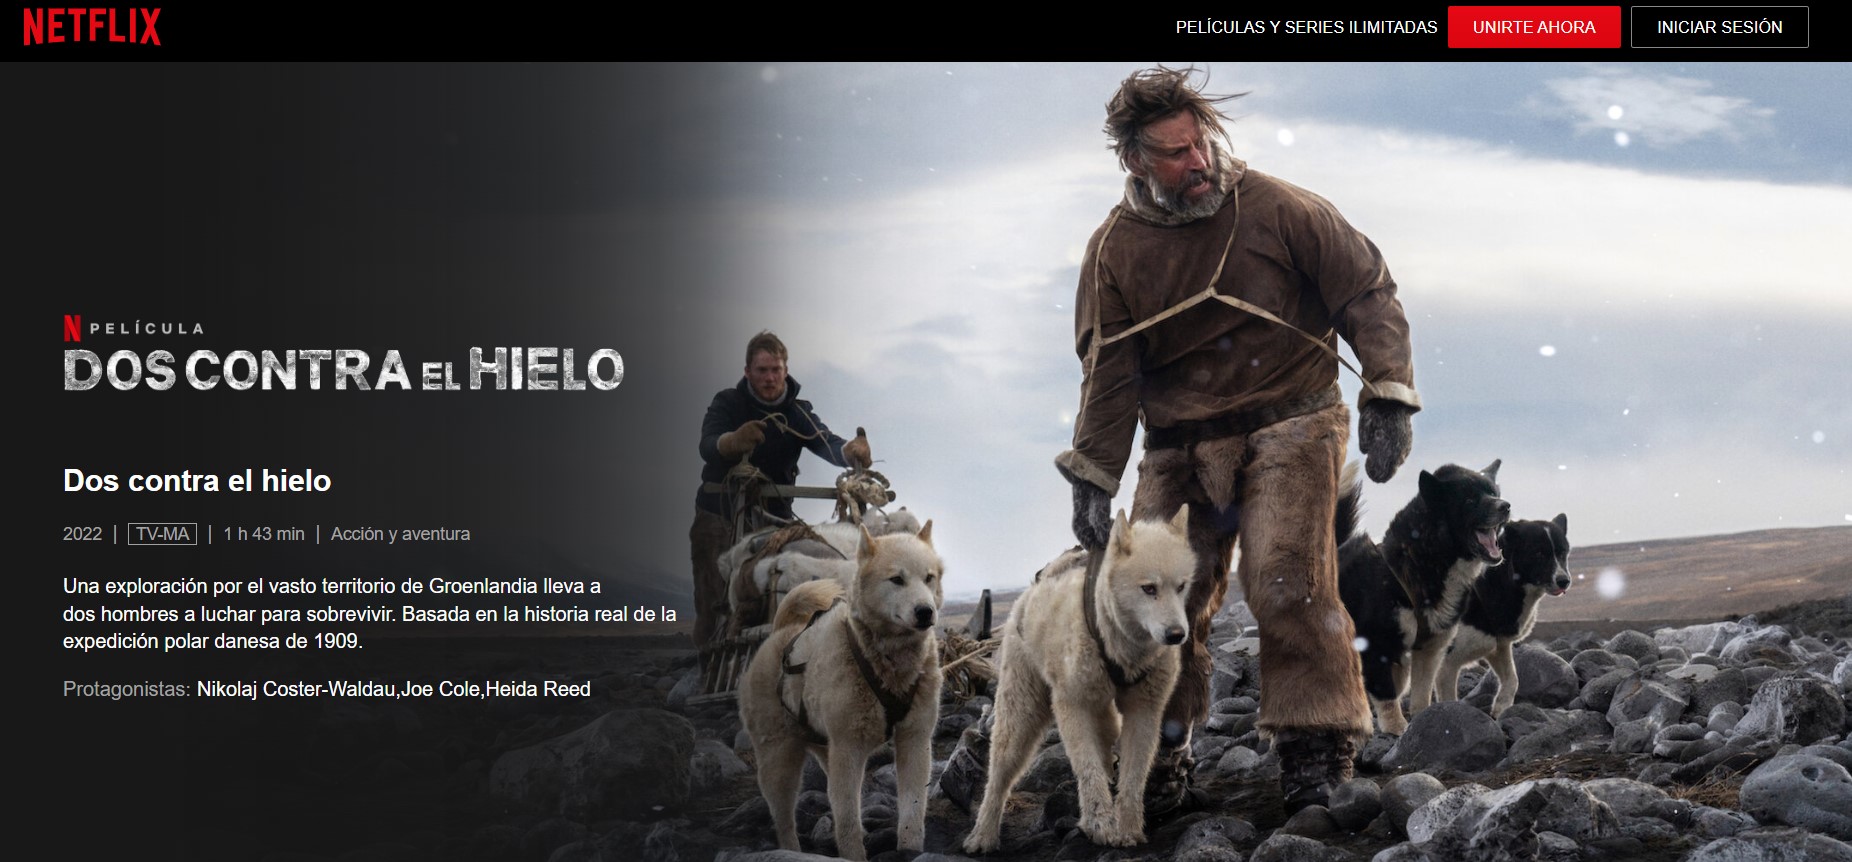 NETFLIX
PELÍCULAS Y SERIES ILIMITADAS
UNIRTE AHORA
INICIAR SESIÓN
N PELÍCULA
DOS CONTRA EL HIELO
Dos contra el hielo
2022 | TV-MA | 1 h 43 min | Acción y aventura
Una exploración por el vasto territorio de Groenlandia lleva a
dos hombres a luchar para sobrevivir. Basada en la historia real de la
expedición polar danesa de 1909.
Protagonistas: Nikolaj Coster-Waldau,Joe Cole,Heida Reed